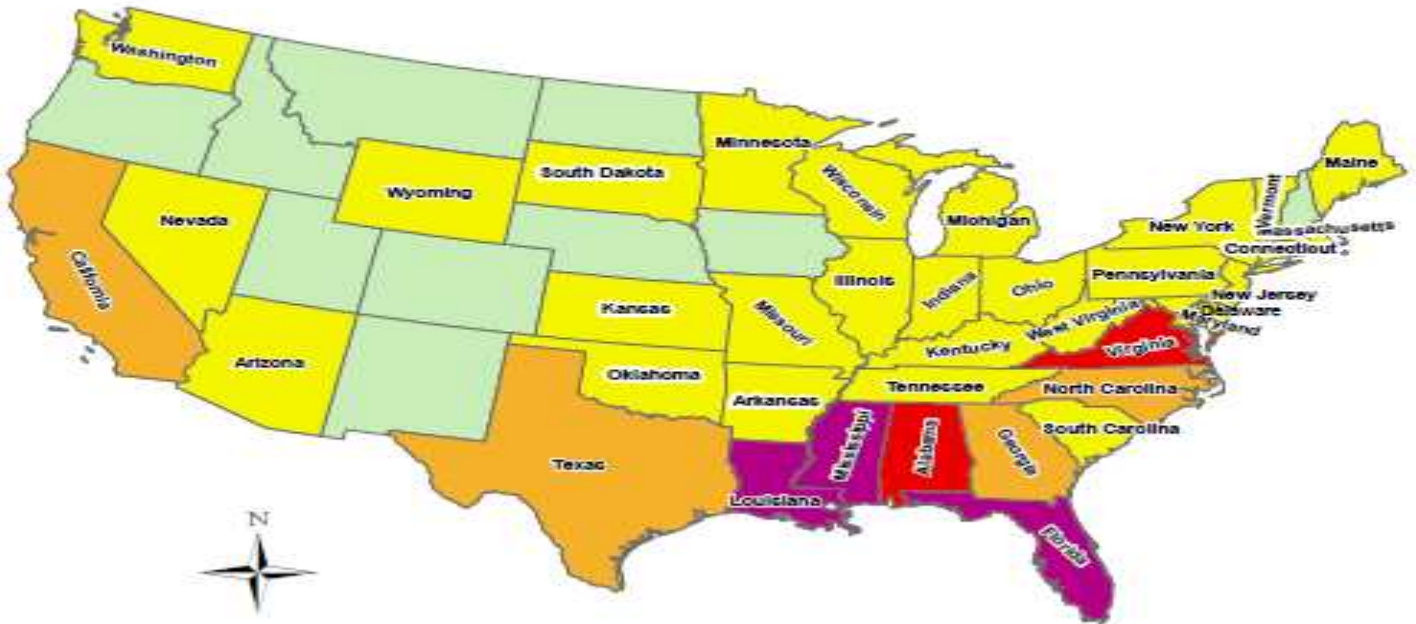 Washington
Minnesota
Maine
South Dakota
Wisconsin
Vermont
Wyoming
Michigan
New York
Nevada
Massachusetts
Connecticut
California
Illinois
Indiana
Ohio
Pennsylvania
Kansas
Missouri
New Jersey
Delaware
Maryland
West Virginia
Virginia
Kentucky
Arizona
Oklahoma
Arkansas
Tennessee
North Carolina
South Carolina
Texas
Mississippi
Alabama
Georgia
Louisiana
Florida
N